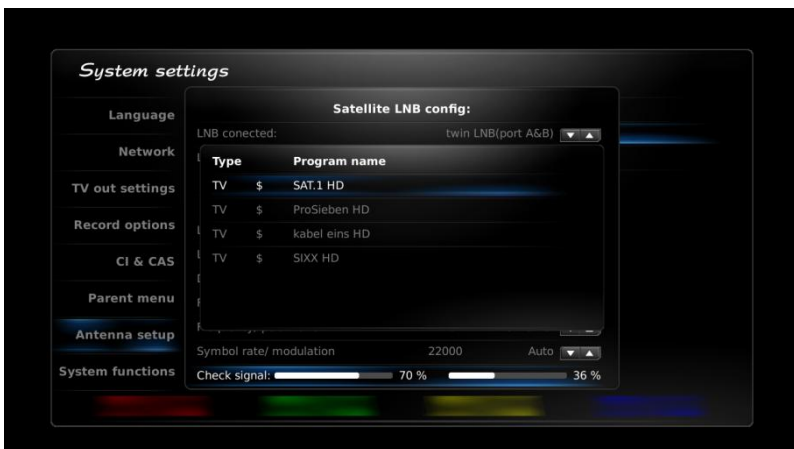 System settings
Language
Network
TV out settings
Record options
CI & CAS
Parent menu
Antenna setup
System functions
Satellite LNB config:
LNB conected: twin LNB(port A&B)
Type Program name
TV $ SAT.1 HD
TV $ ProSieben HD
TV $ kabel eins HD
TV $ SIXX HD
Symbol rate/ modulation 22000 Auto
Check signal: 70 % 36 %